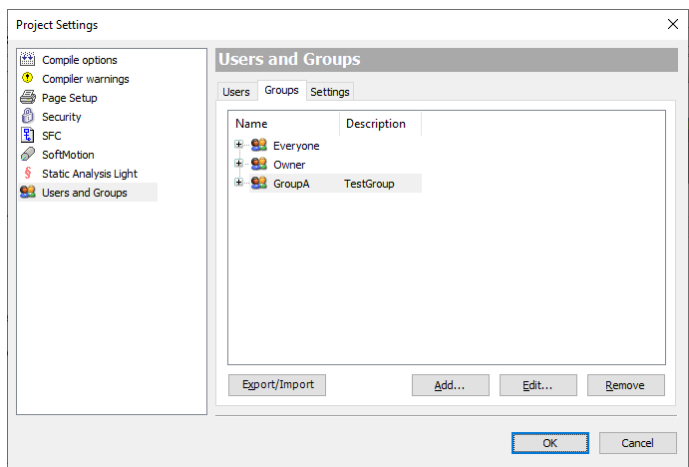 Project Settings
Compile options
Compiler warnings
Page Setup
Security
SFC
SoftMotion
Static Analysis Light
Users and Groups
Users and Groups
Users Groups Settings
Name Description
Everyone
Owner
GroupA TestGroup
Export/Import Add... Edit... Remove
OK Cancel